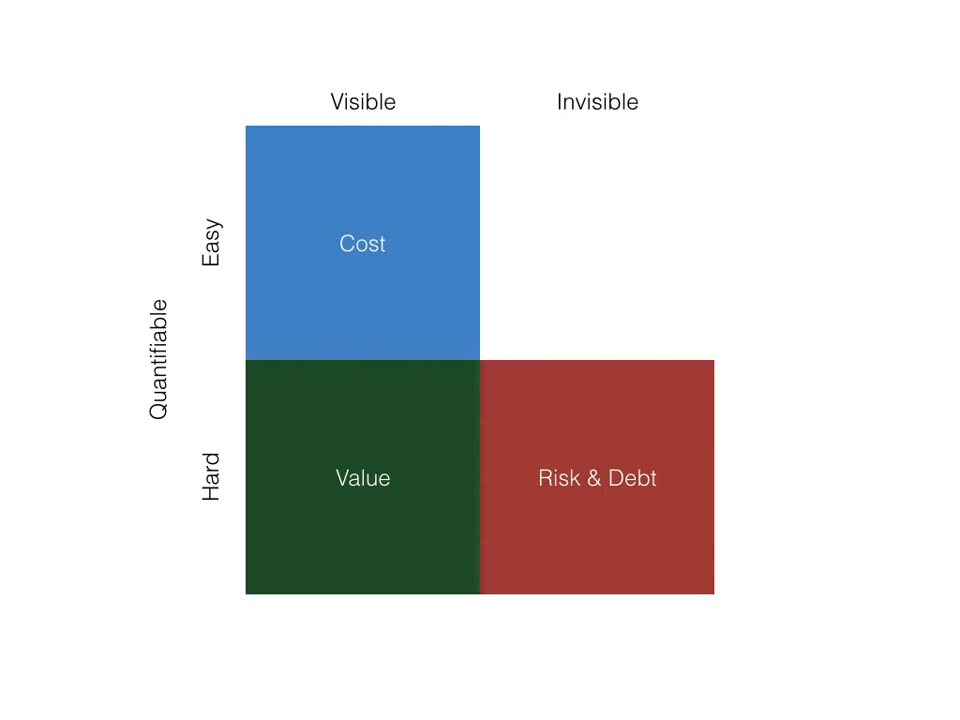 Visible
Invisible
Quantifiable
Easy
Cost
Hard
Value
Risk & Debt